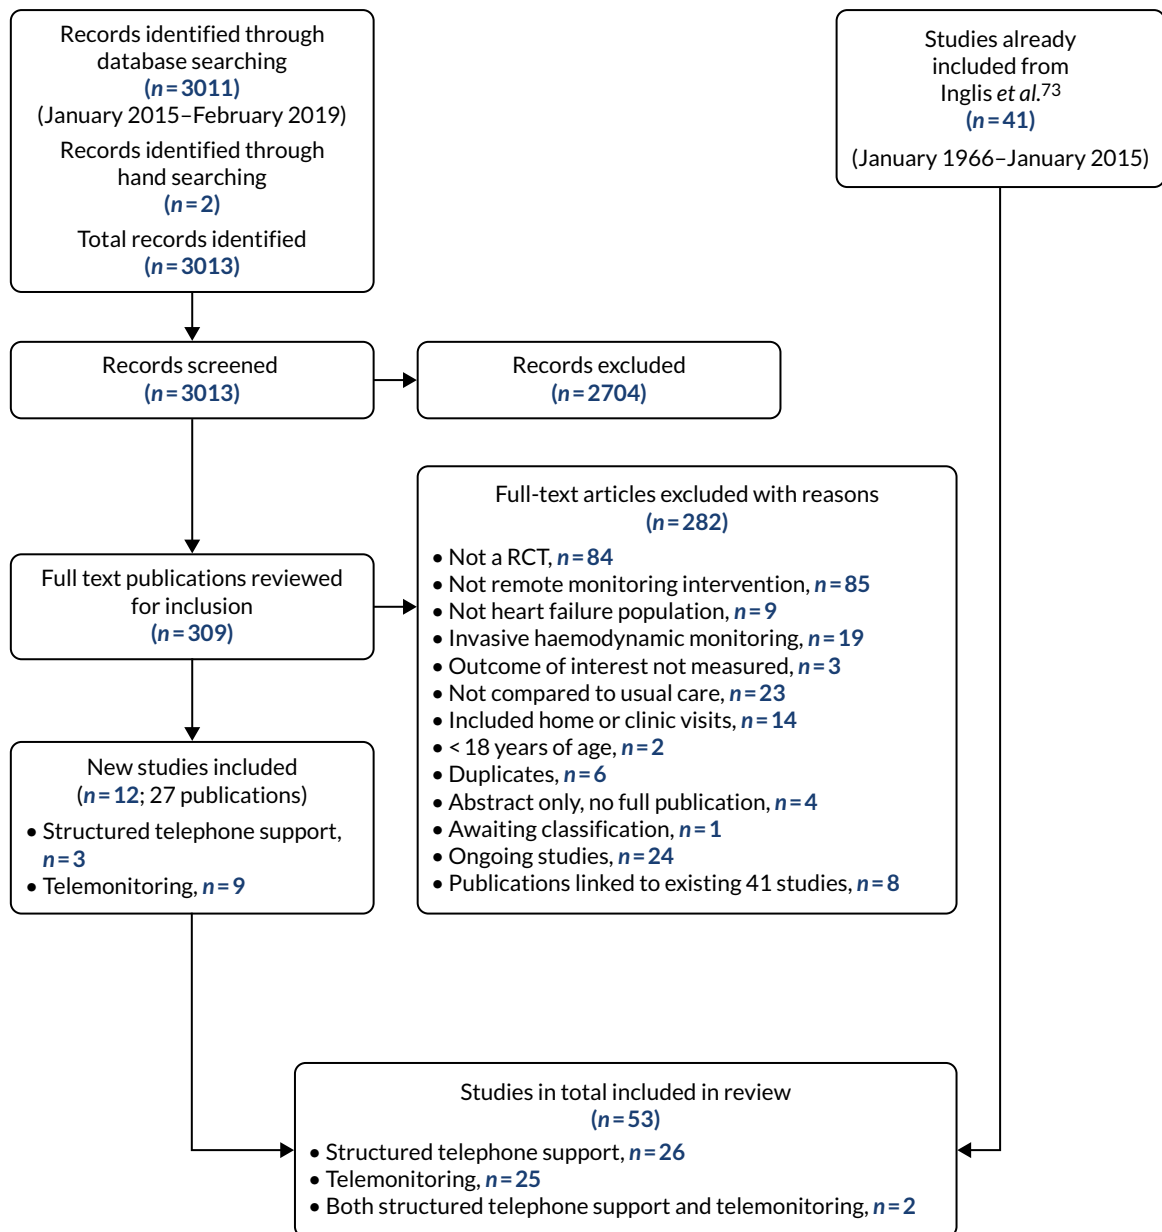 Records identified through
database searching
(n = 3011)
(January 2015–February 2019)
Records identified through
hand searching
(n = 2)
Total records identified
(n = 3013)
Studies already
included from
Inglis et al.73
(n = 41)
(January 1966–January 2015)
Records screened
(n = 3013)
Records excluded
(n = 2704)
Full text publications reviewed
for inclusion
(n = 309)
Full-text articles excluded with reasons
(n = 282)
• Not a RCT, n = 84
• Not remote monitoring intervention, n = 85
• Not heart failure population, n = 9
• Invasive haemodynamic monitoring, n = 19
• Outcome of interest not measured, n = 3
• Not compared to usual care, n = 23
• Included home or clinic visits, n = 14
• < 18 years of age, n = 2
• Duplicates, n = 6
• Abstract only, no full publication, n = 4
• Awaiting classification, n = 1
• Ongoing studies, n = 24
• Publications linked to existing 41 studies, n = 8
New studies included
(n = 12; 27 publications)
• Structured telephone support,
n = 3
• Telemonitoring, n = 9
Studies in total included in review
(n = 53)
• Structured telephone support, n = 26
• Telemonitoring, n = 25
• Both structured telephone support and telemonitoring, n = 2